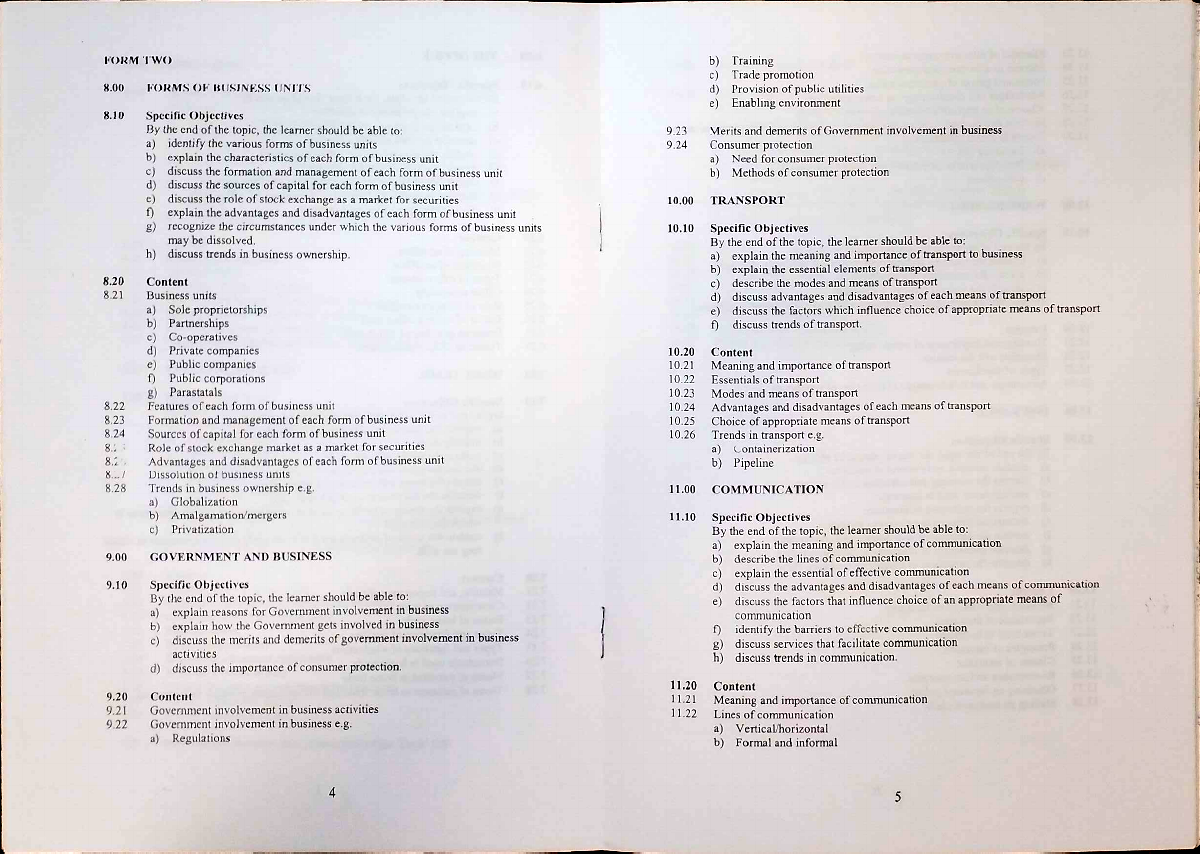 FORM TWO
8.00 FORMS OF BUSINESS UNITS
8.10 Specific Objectives
By the end of the topic, the learner should be able to:
a) identify the various forms of business units
b) explain the characteristics of each form of business unit
c) discuss the formation and management of each form of business unit
d) discuss the sources of capital for each form of business unit
e) discuss the role of stock exchange as a market for securities
f) explain the advantages and disadvantages of each form of business unit
g) recognize the circumstances under which the various forms of business units
may be dissolved.
h) discuss trends in business ownership.
8.20 Content
8.21 Business units
a) Sole proprietorships
b) Partnerships
c) Co-operatives
d) Private companies
e) Public companies
f) Public corporations
g) Parastatals
8.22 Features of each form of business unit
8.23 Formation and management of each form of business unit
8.24 Sources of capital for each form of business unit
Role of stock exchange market as a market for securities
Advantages and disadvantages of each form of business unit
Dissolution of business units
8.28 Trends in business ownership e.g.
a) Globalization
b) Amalgamation/mergers
c) Privatization
9.00 GOVERNMENT AND BUSINESS
9.10 Specific Objectives
By the end of the topic, the learner should be able to:
a) explain reasons for Government involvement in business
b) explain how the Government gets involved in business
c) discuss the merits and demerits of government involvement in business
activities
d) discuss the importance of consumer protection.
9.20 Content
9.21 Government involvement in business activities
9.22 Government involvement in business e.g.
a) Regulations
4
b) Training
c) Trade promotion
d) Provision of public utilities
e) Enabling environment
9.23 Merits and demerits of Government involvement in business
9.24 Consumer protection
a) Need for consumer protection
b) Methods of consumer protection
10.00 TRANSPORT
10.10 Specific Objectives
By the end of the topic, the learner should be able to:
a) explain the meaning and importance of transport to business
b) explain the essential elements of transport
c) describe the modes and means of transport
d) discuss advantages and disadvantages of each means of transport
e) discuss the factors which influence choice of appropriate means of transport
f) discuss trends of transport.
10.20 Content
10.21 Meaning and importance of transport
10.22 Essentials of transport
10.23 Modes and means of transport
10.24 Advantages and disadvantages of each means of transport
10.25 Choice of appropriate means of transport
10.26 Trends in transport e.g.
a) Containerization
b) Pipeline
11.00 COMMUNICATION
11.10 Specific Objectives
By the end of the topic, the learner should be able to:
a) explain the meaning and importance of communication
b) describe the lines of communication
c) explain the essential of effective communication
d) discuss the advantages and disadvantages of each means of communication
e) discuss the factors that influence choice of an appropriate means of
communication
f) identify the barriers to effective communication
g) discuss services that facilitate communication
h) discuss trends in communication.
11.20 Content
11.21 Meaning and importance of communication
11.22 Lines of communication
a) Vertical/horizontal
b) Formal and informal
5